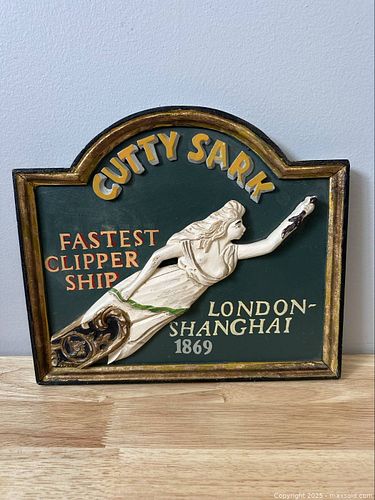 CUTTY SARK
FASTEST
CLIPPER
SHIP
LONDON-
SHANGHAI
1869
Copyright 2025 - maxsold.com